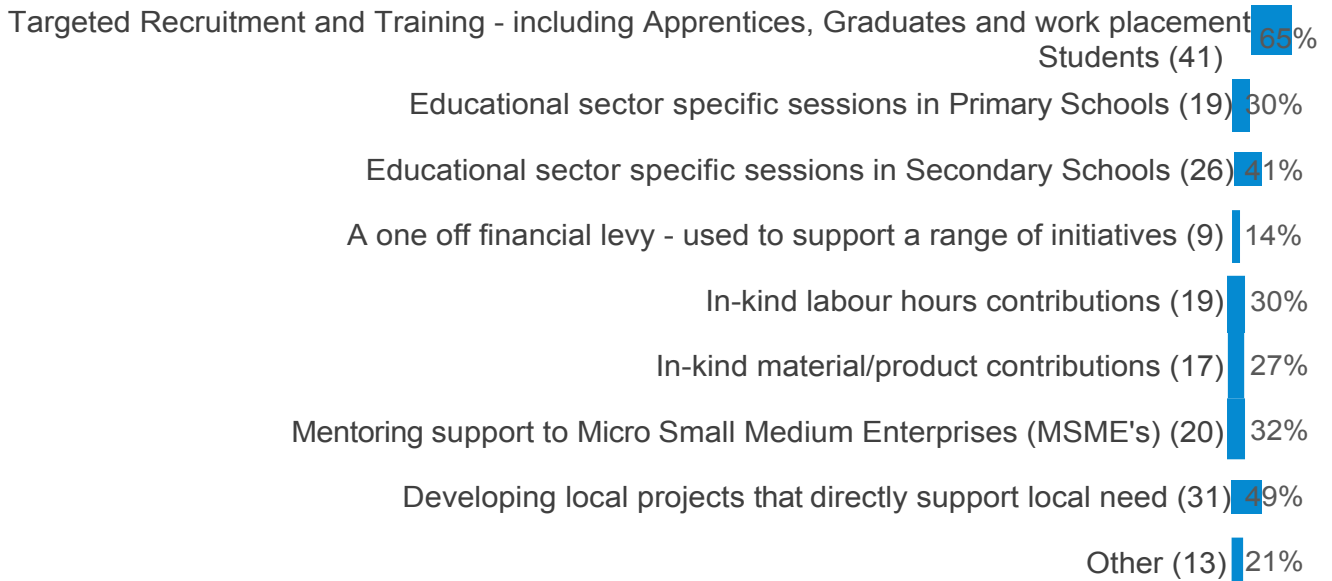 Targeted Recruitment and Training - including Apprentices, Graduates and work placement 65%
Students (41)
Educational sector specific sessions in Primary Schools (19) 30%
Educational sector specific sessions in Secondary Schools (26) 41%
A one off financial levy - used to support a range of initiatives (9) 14%
In-kind labour hours contributions (19) 30%
In-kind material/product contributions (17) 27%
Mentoring support to Micro Small Medium Enterprises (MSME's) (20) 32%
Developing local projects that directly support local need (31) 49%
Other (13) 21%